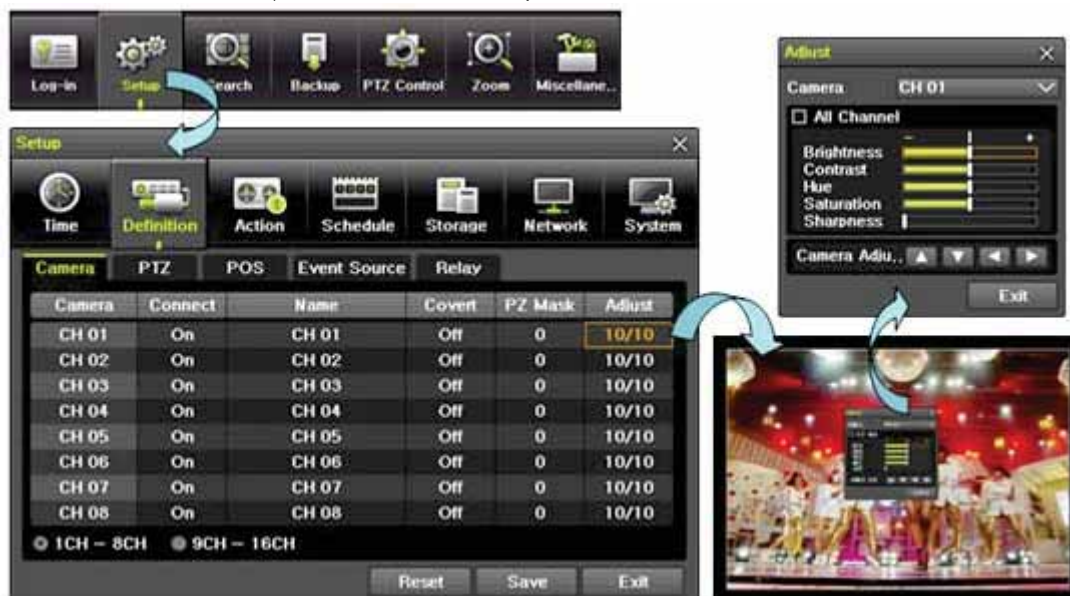 Log-in Setup Search Backup PTZ Control Zoom Miscellane..
Setup
Time Definition Action Schedule Storage Network System
Camera PTZ POS Event Source Relay
Camera Connect Name Covert PZ Mask Adjust
CH 01 On CH 01 Off 0 10/10
CH 02 On CH 02 Off 0 10/10
CH 03 On CH 03 Off 0 10/10
CH 04 On CH 04 Off 0 10/10
CH 05 On CH 05 Off 0 10/10
CH 06 On CH 06 Off 0 10/10
CH 07 On CH 07 Off 0 10/10
CH 08 On CH 08 Off 0 10/10
1CH - 8CH 9CH - 16CH
Reset Save Exit
Adjust
Camera CH 01
All Channel
- +
Brightness
Contrast
Hue
Saturation
Sharpness
Camera Adju..
Exit